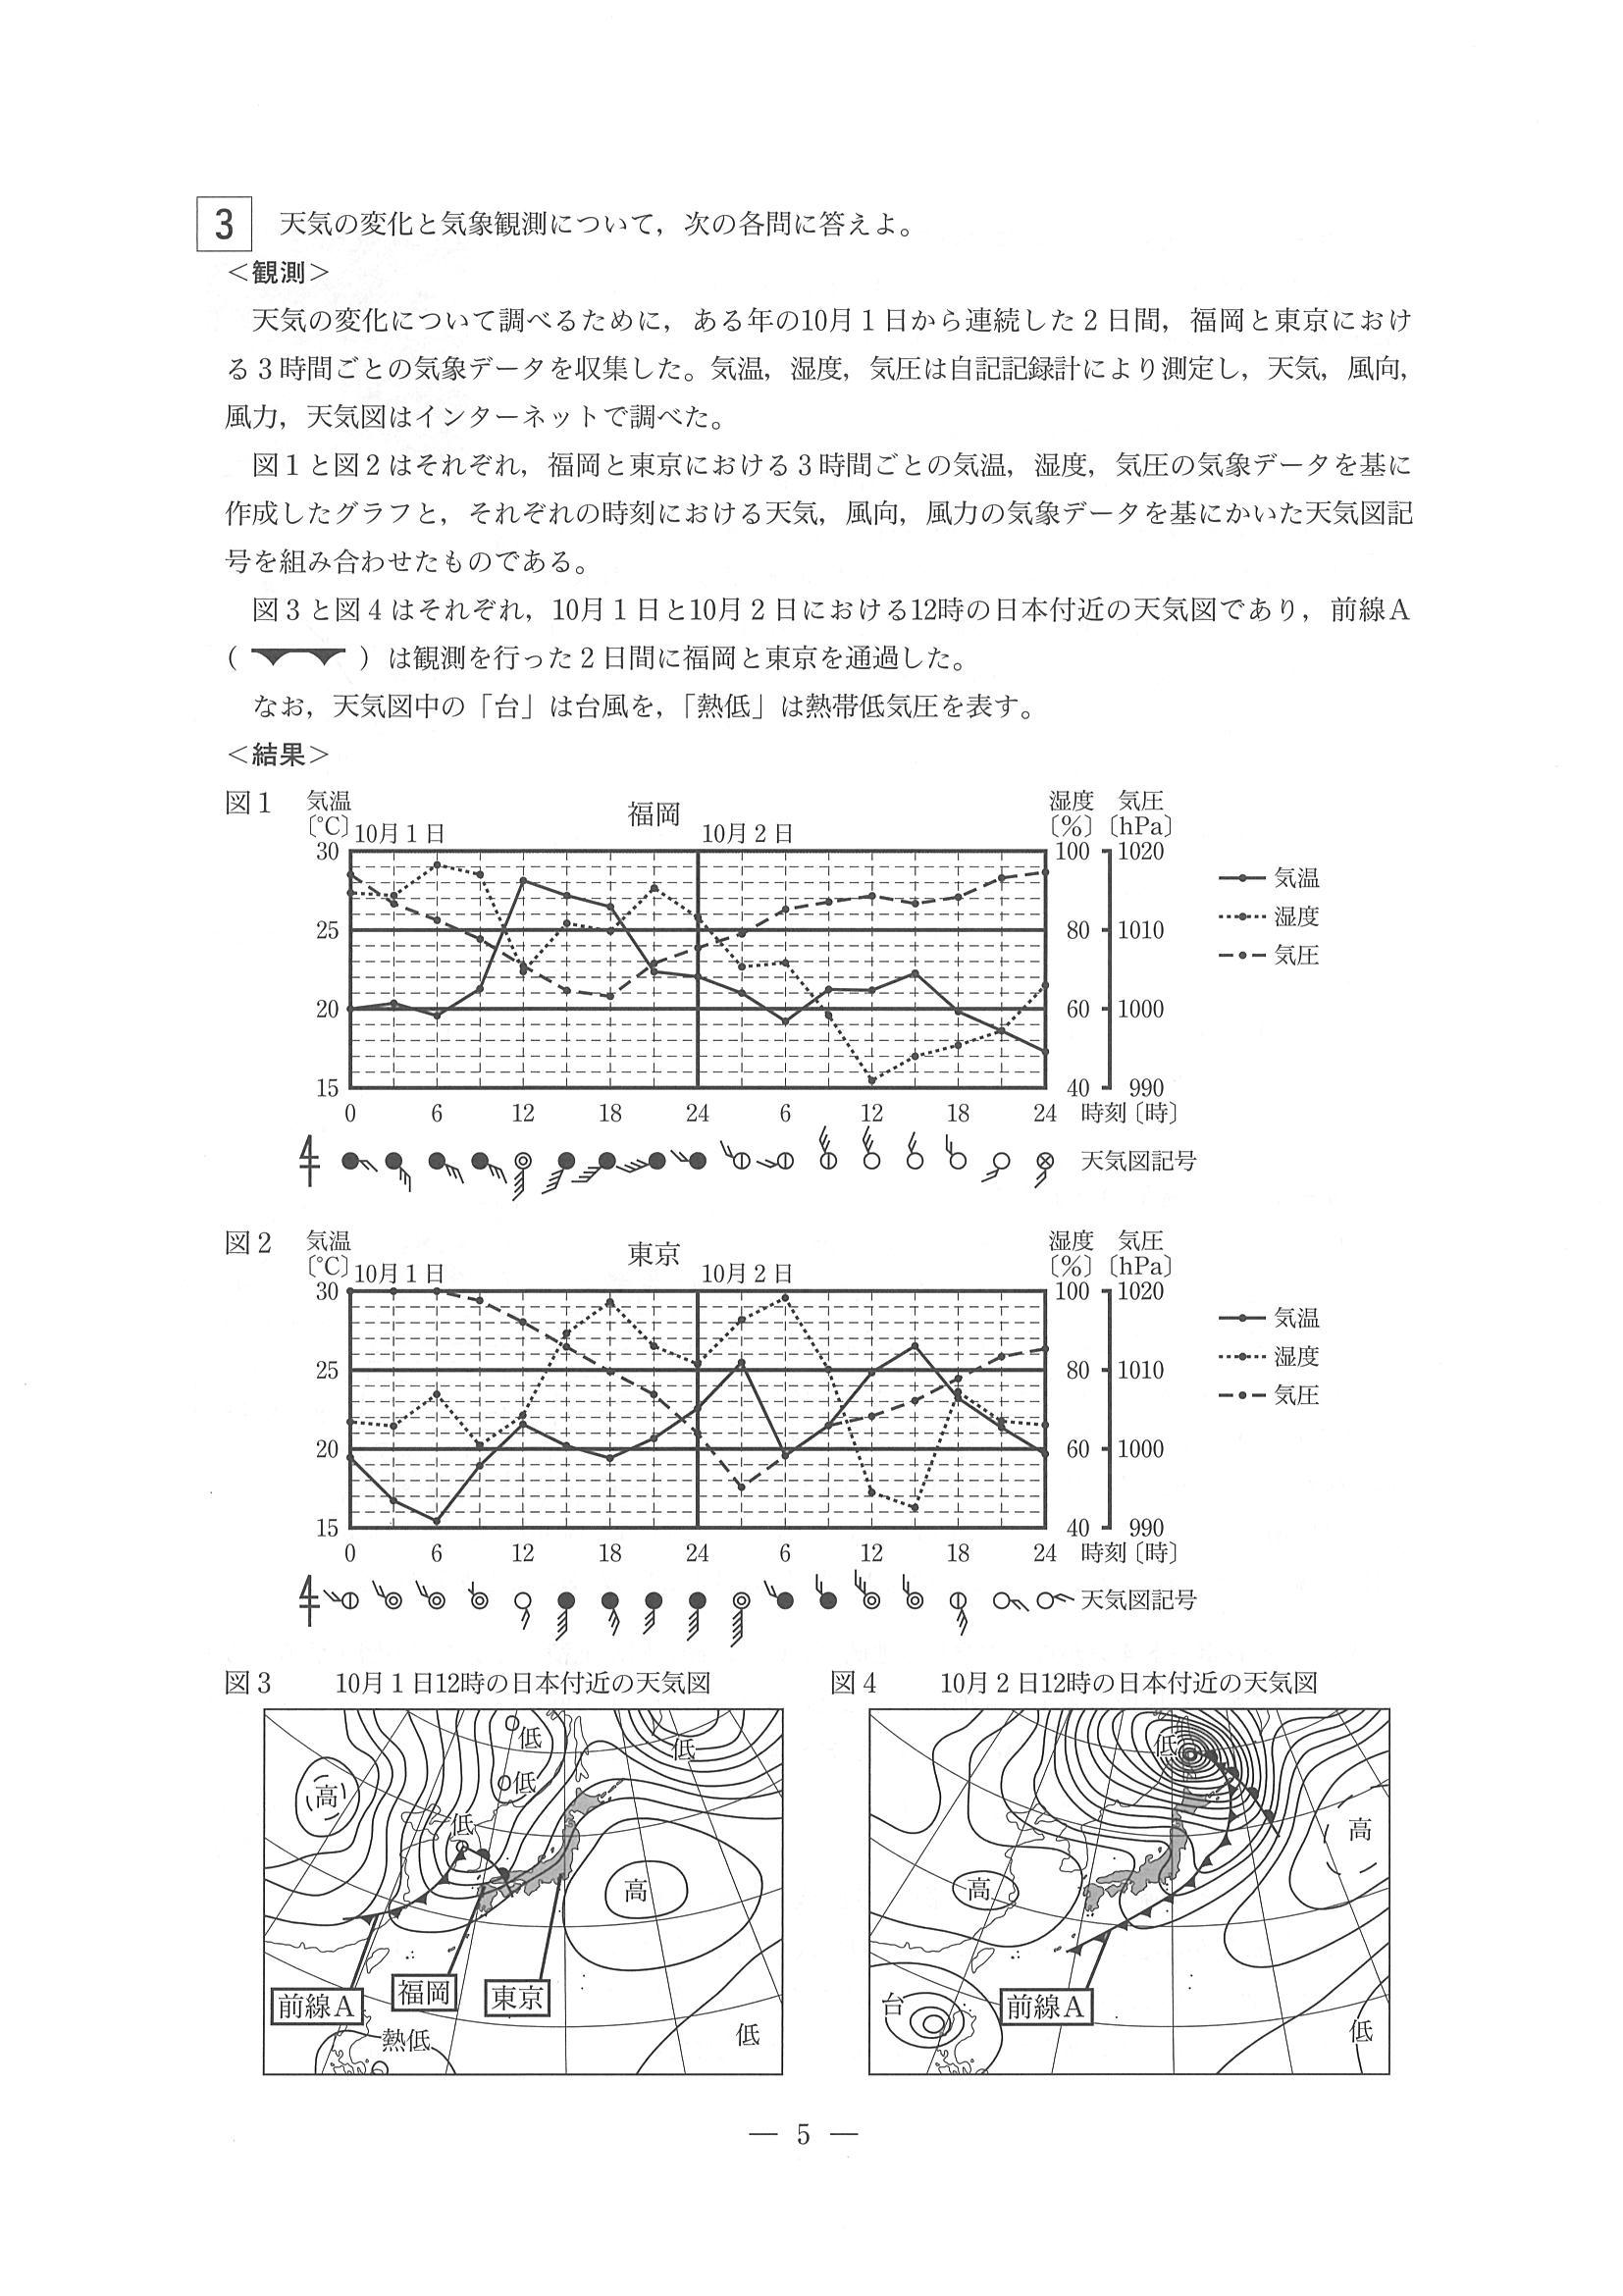 3 天気の変化と気象観測について，次の各問に答えよ。
＜観測＞
天気の変化について調べるために，ある年の10月1日から連続した2日間，福岡と東京におけ
る3時間ごとの気象データを収集した。気温，湿度，気圧は自記記録計により測定し，天気，風向，
風力，天気図はインターネットで調べた。
図1と図2はそれぞれ，福岡と東京における3時間ごとの気温，湿度，気圧の気象データを基に
作成したグラフと，それぞれの時刻における天気，風向，風力の気象データを基にかいた天気図記
号を組み合わせたものである。
図3と図4はそれぞれ，10月1日と10月2日における12時の日本付近の天気図であり，前線A
（ ）は観測を行った2日間に福岡と東京を通過した。
なお，天気図中の「台」は台風を，「熱低」は熱帯低気圧を表す。
＜結果＞
図1 気温 福岡 湿度 気圧
〔℃〕 10月1日 10月2日 〔%〕 〔hPa〕
30 100 1020
気温
湿度
25 80 1010
気圧
20 60 1000
15 40 990
0 6 12 18 24 6 12 18 24 時刻〔時〕
天気図記号
図2 気温 東京 湿度 気圧
〔℃〕 10月1日 10月2日 〔%〕 〔hPa〕
30 100 1020
気温
湿度
25 80 1010
気圧
20 60 1000
15 40 990
0 6 12 18 24 6 12 18 24 時刻〔時〕
天気図記号
図3 10月1日12時の日本付近の天気図
低
低
低
高
低
高
前線A
福岡
東京
熱低
低
図4 10月2日12時の日本付近の天気図
低
高
高
台
前線A
低
— 5 —